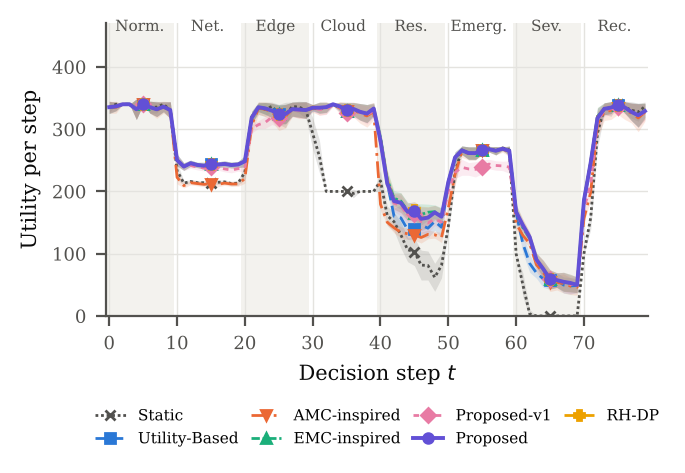 Norm. Net. Edge Cloud Res. Emerg. Sev. Rec.
400
300
200
100
0
Utility per step
0 10 20 30 40 50 60 70
Decision step t
Static AMC-inspired Proposed-v1 RH-DP
Utility-Based EMC-inspired Proposed